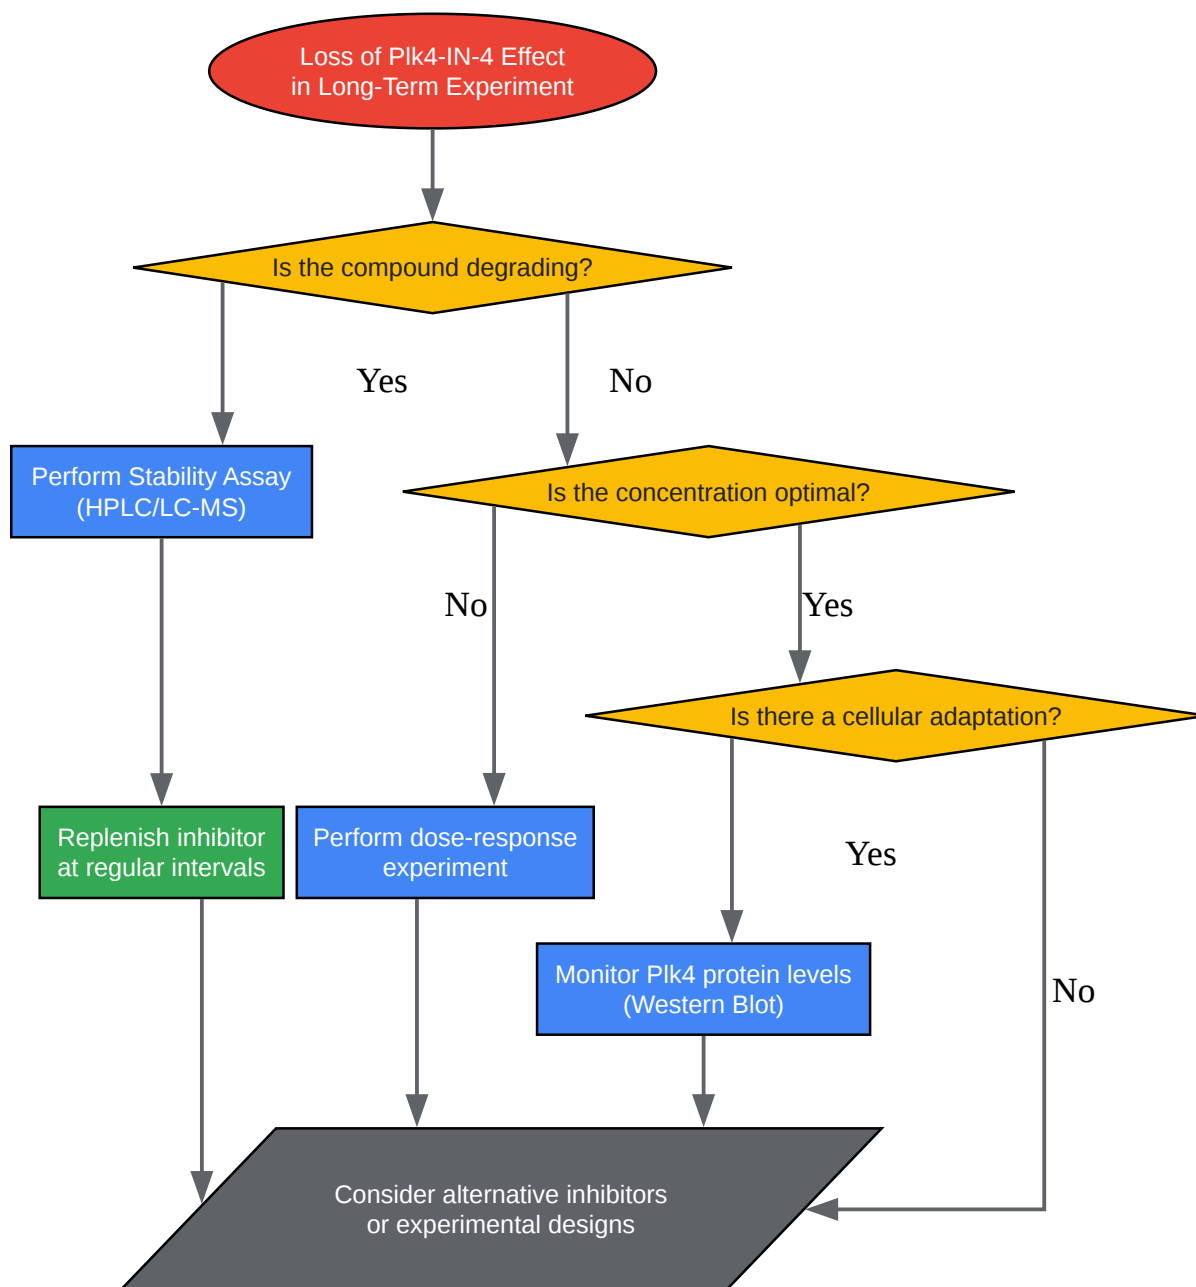 Loss of Plk4-IN-4 Effect
in Long-Term Experiment
Is the compound degrading?
Yes
No
Perform Stability Assay
(HPLC/LC-MS)
Is the concentration optimal?
No
Yes
Is there a cellular adaptation?
Replenish inhibitor
at regular intervals
Perform dose-response
experiment
Yes
Monitor Plk4 protein levels
(Western Blot)
No
Consider alternative inhibitors
or experimental designs